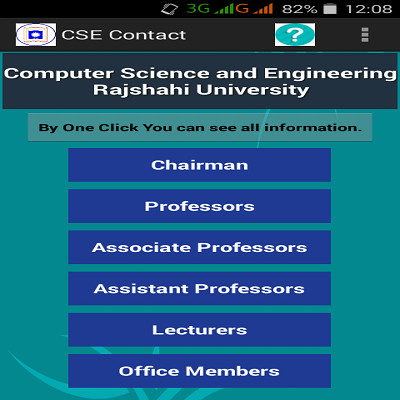 3G G 82% 12:08
CSE Contact ?
Computer Science and Engineering
Rajshahi University
By One Click You can see all information.
Chairman
Professors
Associate Professors
Assistant Professors
Lecturers
Office Members